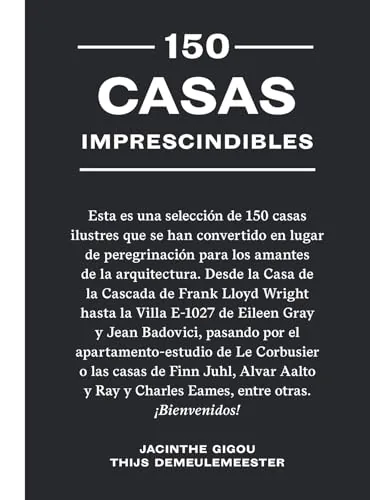 150
CASAS
IMPRESCINDIBLES
Esta es una selección de 150 casas
ilustres que se han convertido en lugar
de peregrinación para los amantes
de la arquitectura. Desde la Casa de
la Cascada de Frank Lloyd Wright
hasta la Villa E-1027 de Eileen Gray
y Jean Badovici, pasando por el
apartamento-estudio de Le Corbusier
o las casas de Finn Juhl, Alvar Aalto
y Ray y Charles Eames, entre otras.
¡Bienvenidos!
JACINTHE GIGOU
THIJS DEMEULEMEESTER